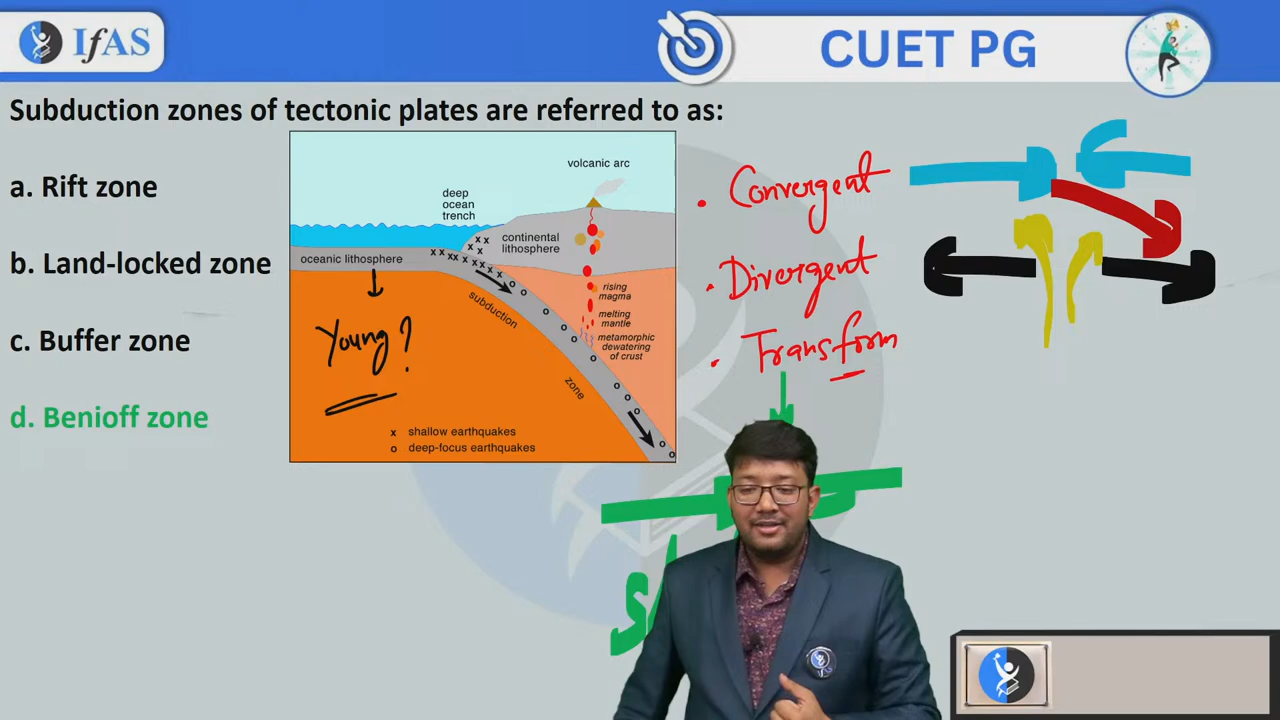 IfAS
CUET PG
Subduction zones of tectonic plates are referred to as:
a. Rift zone
b. Land-locked zone
c. Buffer zone
d. Benioff zone
volcanic arc
deep
ocean
trench
continental
lithosphere
oceanic lithosphere
subduction
zone
rising
magma
melting
mantle
metamorphic
dewatering
of crust
x shallow earthquakes
o deep-focus earthquakes
Young?
• Convergent
• Divergent
• Transform